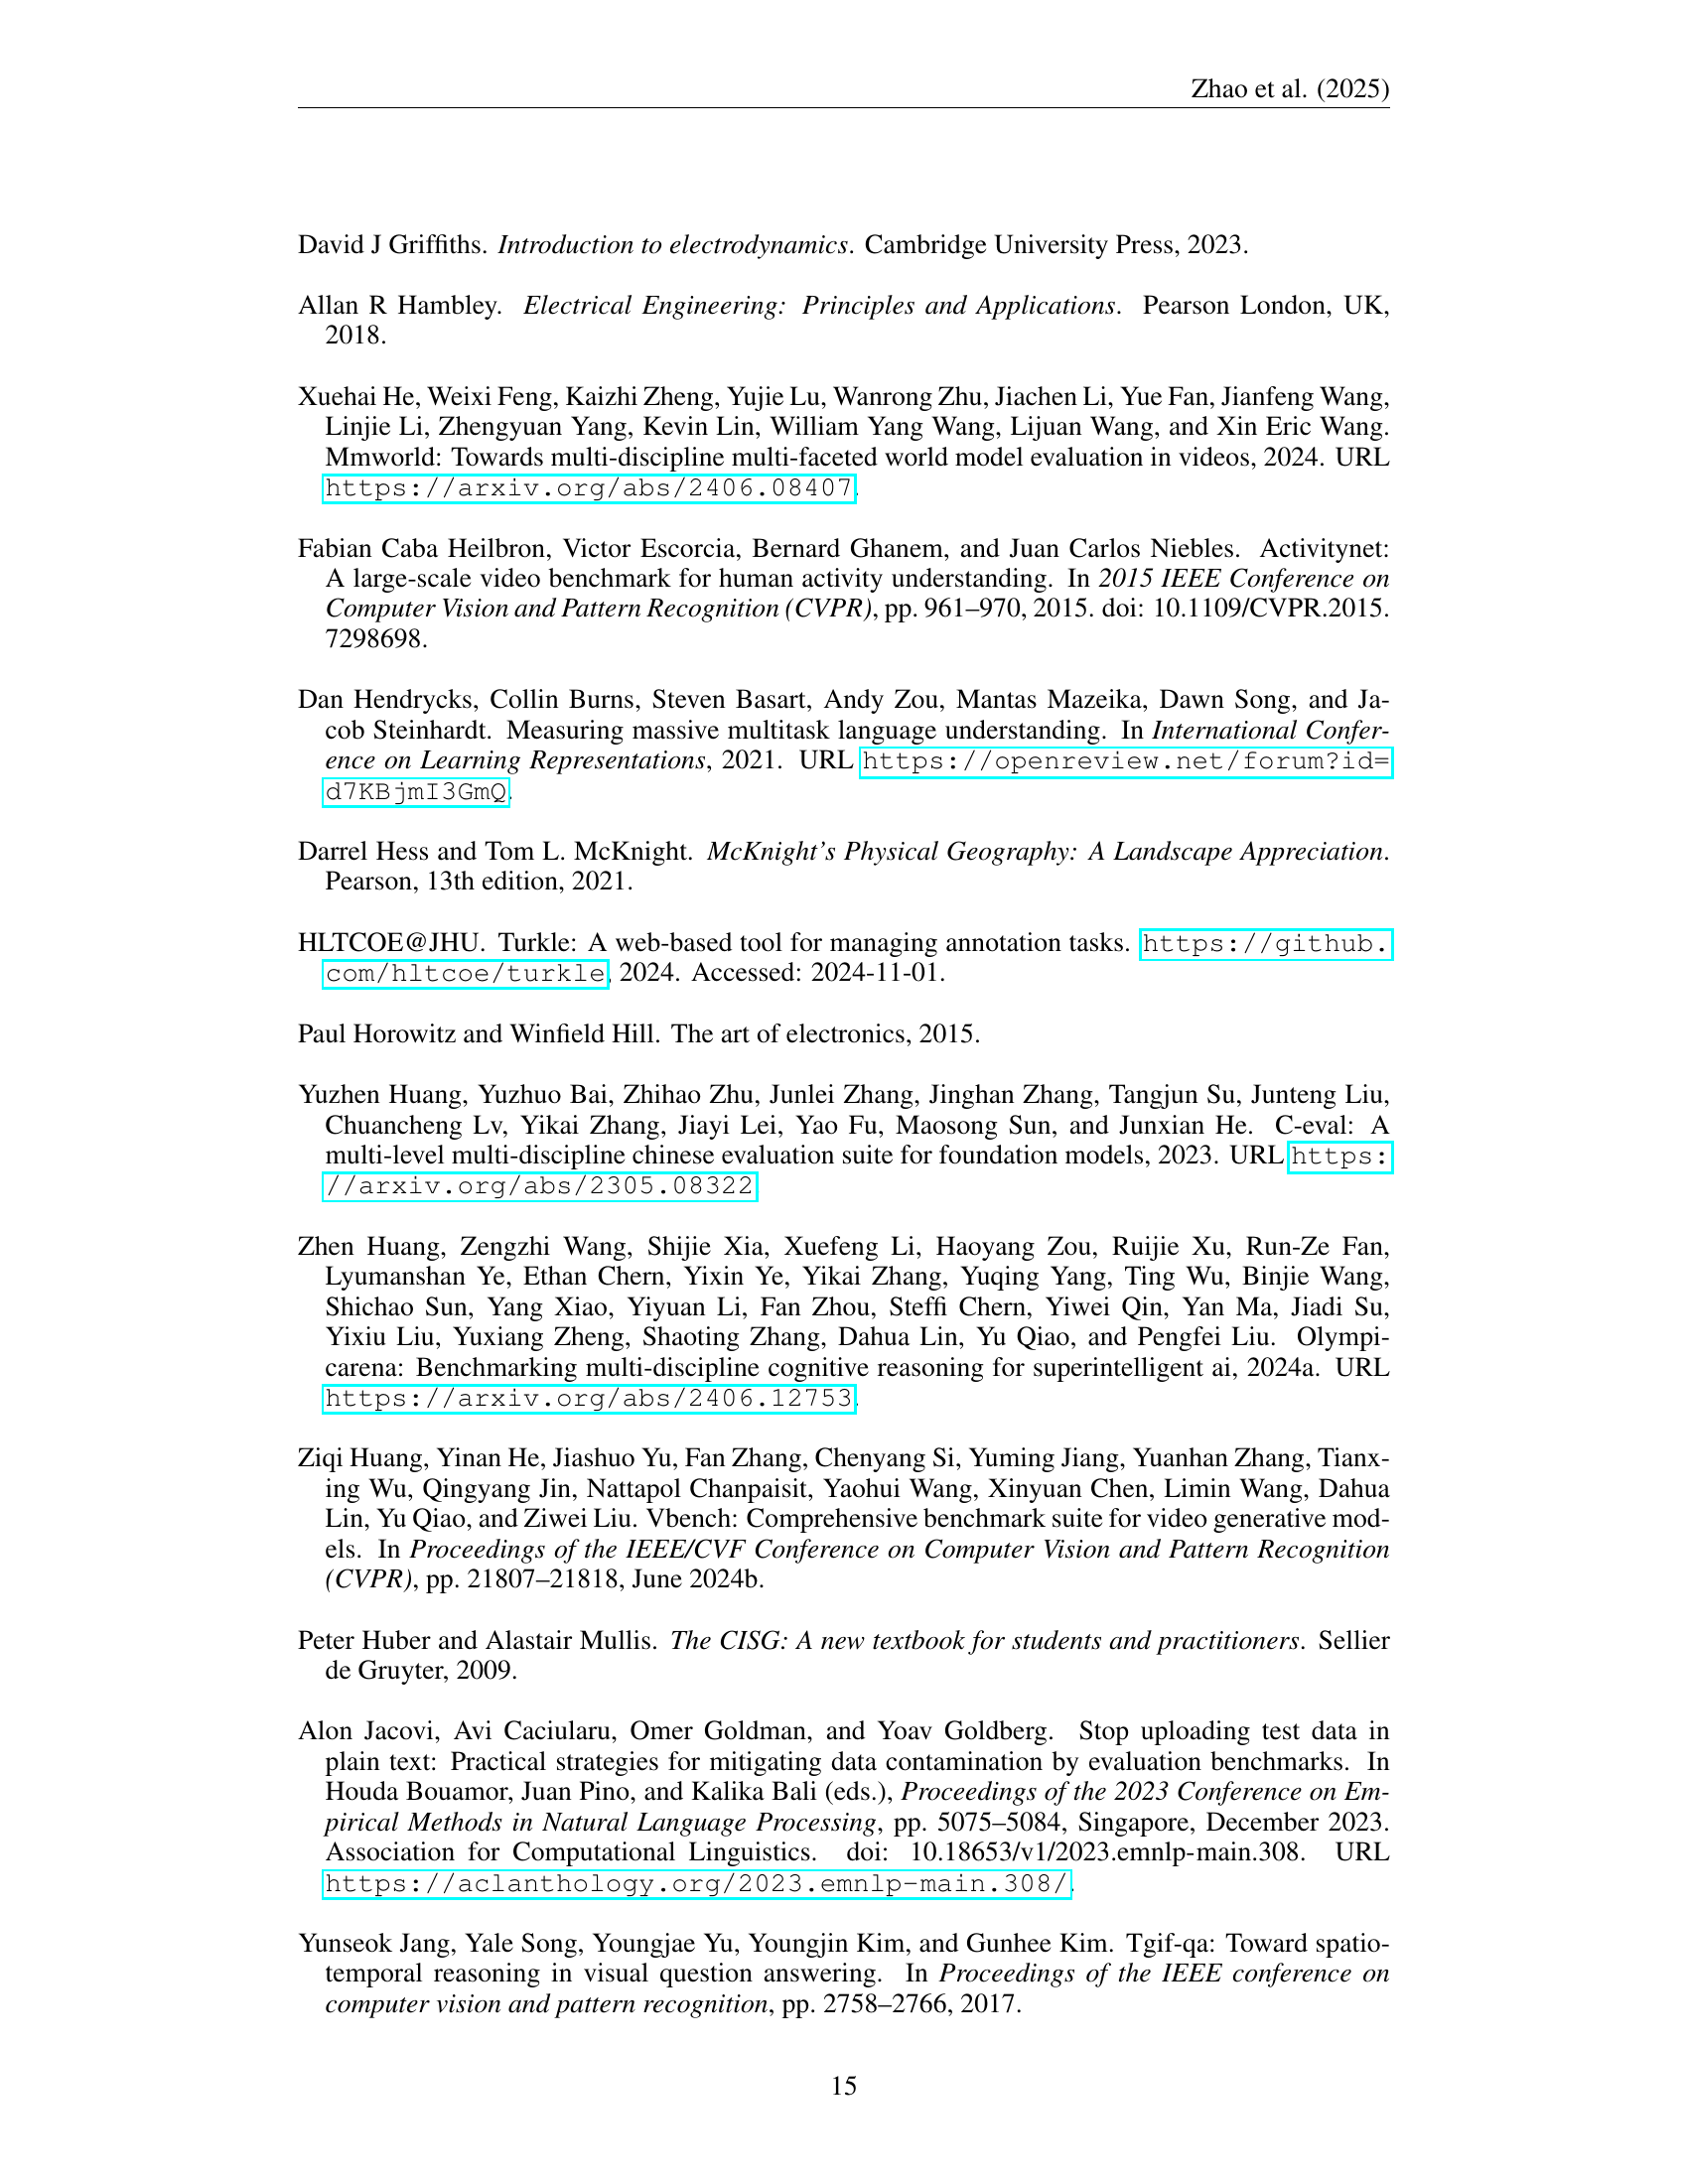 Zhao et al. (2025)
David J Griffiths. Introduction to electrodynamics. Cambridge University Press, 2023.
Allan R Hambley. Electrical Engineering: Principles and Applications. Pearson London, UK,
2018.
Xuehai He, Weixi Feng, Kaizhi Zheng, Yujie Lu, Wanrong Zhu, Jiachen Li, Yue Fan, Jianfeng Wang,
Linjie Li, Zhengyuan Yang, Kevin Lin, William Yang Wang, Lijuan Wang, and Xin Eric Wang.
Mmworld: Towards multi-discipline multi-faceted world model evaluation in videos, 2024. URL
https://arxiv.org/abs/2406.08407.
Fabian Caba Heilbron, Victor Escorcia, Bernard Ghanem, and Juan Carlos Niebles. Activitynet:
A large-scale video benchmark for human activity understanding. In 2015 IEEE Conference on
Computer Vision and Pattern Recognition (CVPR), pp. 961–970, 2015. doi: 10.1109/CVPR.2015.
7298698.
Dan Hendrycks, Collin Burns, Steven Basart, Andy Zou, Mantas Mazeika, Dawn Song, and Ja-
cob Steinhardt. Measuring massive multitask language understanding. In International Confer-
ence on Learning Representations, 2021. URL https://openreview.net/forum?id=
d7KBjmI3GmQ.
Darrel Hess and Tom L. McKnight. McKnight's Physical Geography: A Landscape Appreciation.
Pearson, 13th edition, 2021.
HLTCOE@JHU. Turkle: A web-based tool for managing annotation tasks. https://github.
com/hltcoe/turkle, 2024. Accessed: 2024-11-01.
Paul Horowitz and Winfield Hill. The art of electronics, 2015.
Yuzhen Huang, Yuzhuo Bai, Zhihao Zhu, Junlei Zhang, Jinghan Zhang, Tangjun Su, Junteng Liu,
Chuancheng Lv, Yikai Zhang, Jiayi Lei, Yao Fu, Maosong Sun, and Junxian He. C-eval: A
multi-level multi-discipline chinese evaluation suite for foundation models, 2023. URL https:
//arxiv.org/abs/2305.08322
Zhen Huang, Zengzhi Wang, Shijie Xia, Xuefeng Li, Haoyang Zou, Ruijie Xu, Run-Ze Fan,
Lyumanshan Ye, Ethan Chern, Yixin Ye, Yikai Zhang, Yuqing Yang, Ting Wu, Binjie Wang,
Shichao Sun, Yang Xiao, Yiyuan Li, Fan Zhou, Steffi Chern, Yiwei Qin, Yan Ma, Jiadi Su,
Yixiu Liu, Yuxiang Zheng, Shaoting Zhang, Dahua Lin, Yu Qiao, and Pengfei Liu. Olympi-
carena: Benchmarking multi-discipline cognitive reasoning for superintelligent ai, 2024a. URL
https://arxiv.org/abs/2406.12753.
Ziqi Huang, Yinan He, Jiashuo Yu, Fan Zhang, Chenyang Si, Yuming Jiang, Yuanhan Zhang, Tianx-
ing Wu, Qingyang Jin, Nattapol Chanpaisit, Yaohui Wang, Xinyuan Chen, Limin Wang, Dahua
Lin, Yu Qiao, and Ziwei Liu. Vbench: Comprehensive benchmark suite for video generative mod-
els. In Proceedings of the IEEE/CVF Conference on Computer Vision and Pattern Recognition
(CVPR), pp. 21807–21818, June 2024b.
Peter Huber and Alastair Mullis. The CISG: A new textbook for students and practitioners. Sellier
de Gruyter, 2009.
Alon Jacovi, Avi Caciularu, Omer Goldman, and Yoav Goldberg. Stop uploading test data in
plain text: Practical strategies for mitigating data contamination by evaluation benchmarks. In
Houda Bouamor, Juan Pino, and Kalika Bali (eds.), Proceedings of the 2023 Conference on Em-
pirical Methods in Natural Language Processing, pp. 5075–5084, Singapore, December 2023.
Association for Computational Linguistics. doi: 10.18653/v1/2023.emnlp-main.308. URL
https://aclanthology.org/2023.emnlp-main.308/.
Yunseok Jang, Yale Song, Youngjae Yu, Youngjin Kim, and Gunhee Kim. Tgif-qa: Toward spatio-
temporal reasoning in visual question answering. In Proceedings of the IEEE conference on
computer vision and pattern recognition, pp. 2758–2766, 2017.
15